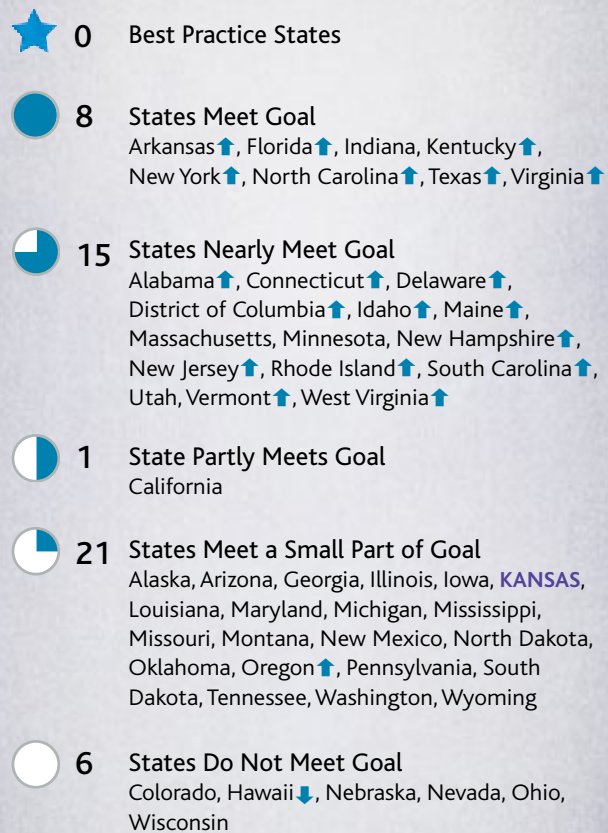 0 Best Practice States
8 States Meet Goal
Arkansas⬆, Florida⬆, Indiana, Kentucky⬆,
New York⬆, North Carolina⬆, Texas⬆, Virginia⬆
15 States Nearly Meet Goal
Alabama⬆, Connecticut⬆, Delaware⬆,
District of Columbia⬆, Idaho⬆, Maine⬆,
Massachusetts, Minnesota, New Hampshire⬆,
New Jersey⬆, Rhode Island⬆, South Carolina⬆,
Utah, Vermont⬆, West Virginia⬆
1 State Partly Meets Goal
California
21 States Meet a Small Part of Goal
Alaska, Arizona, Georgia, Illinois, Iowa, KANSAS,
Louisiana, Maryland, Michigan, Mississippi,
Missouri, Montana, New Mexico, North Dakota,
Oklahoma, Oregon⬆, Pennsylvania, South
Dakota, Tennessee, Washington, Wyoming
6 States Do Not Meet Goal
Colorado, Hawaii⬇, Nebraska, Nevada, Ohio,
Wisconsin